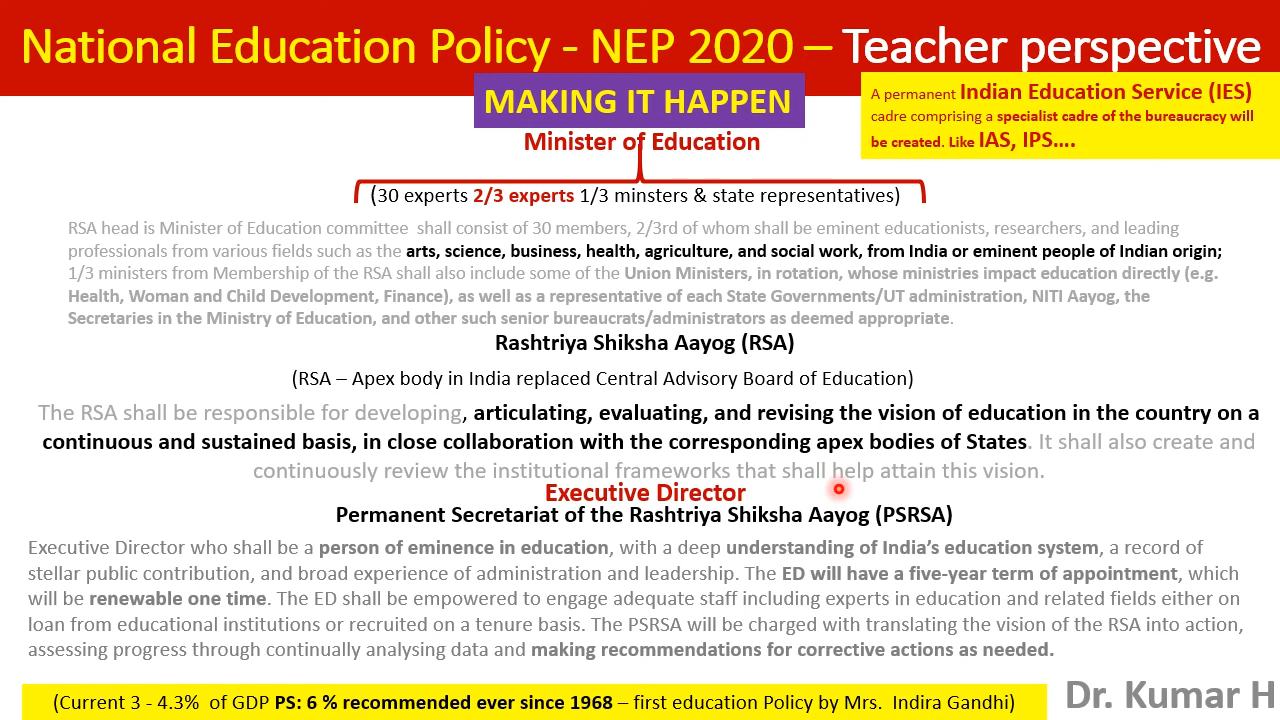 National Education Policy - NEP 2020 – Teacher perspective
MAKING IT HAPPEN
A permanent Indian Education Service (IES)
cadre comprising a specialist cadre of the bureaucracy will
be created. Like IAS, IPS….
Minister of Education
(30 experts 2/3 experts 1/3 minsters & state representatives)
RSA head is Minister of Education committee shall consist of 30 members, 2/3rd of whom shall be eminent educationists, researchers, and leading
professionals from various fields such as the arts, science, business, health, agriculture, and social work, from India or eminent people of Indian origin;
1/3 ministers from Membership of the RSA shall also include some of the Union Ministers, in rotation, whose ministries impact education directly (e.g.
Health, Woman and Child Development, Finance), as well as a representative of each State Governments/UT administration, NITI Aayog, the
Secretaries in the Ministry of Education, and other such senior bureaucrats/administrators as deemed appropriate.
Rashtriya Shiksha Aayog (RSA)
(RSA – Apex body in India replaced Central Advisory Board of Education)
The RSA shall be responsible for developing, articulating, evaluating, and revising the vision of education in the country on a
continuous and sustained basis, in close collaboration with the corresponding apex bodies of States. It shall also create and
continuously review the institutional frameworks that shall help attain this vision.
Executive Director
Permanent Secretariat of the Rashtriya Shiksha Aayog (PSRSA)
Executive Director who shall be a person of eminence in education, with a deep understanding of India’s education system, a record of
stellar public contribution, and broad experience of administration and leadership. The ED will have a five-year term of appointment, which
will be renewable one time. The ED shall be empowered to engage adequate staff including experts in education and related fields either on
loan from educational institutions or recruited on a tenure basis. The PSRSA will be charged with translating the vision of the RSA into action,
assessing progress through continually analysing data and making recommendations for corrective actions as needed.
(Current 3 - 4.3% of GDP PS: 6 % recommended ever since 1968 – first education Policy by Mrs. Indira Gandhi)
Dr. Kumar H